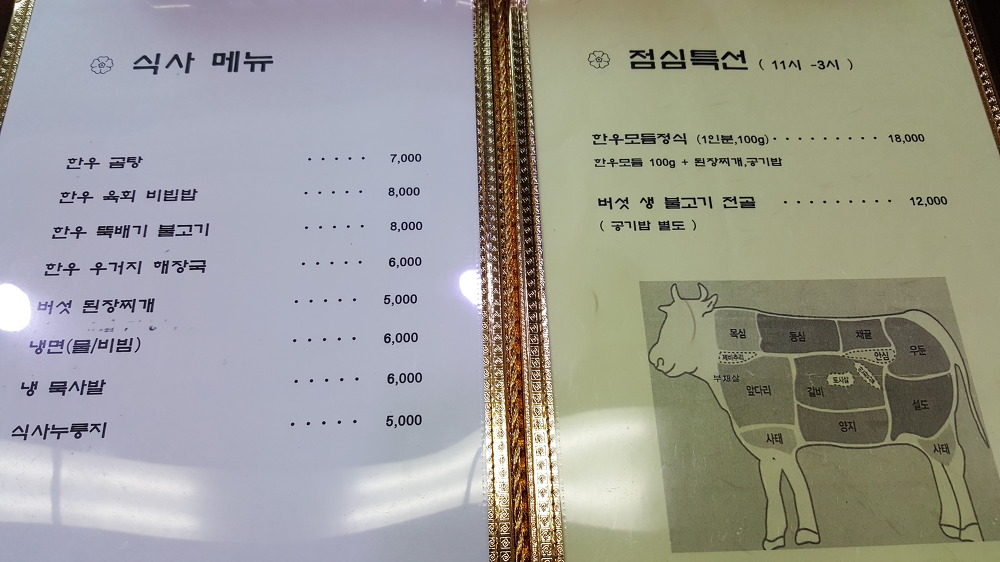 식사 메뉴
한우 곰탕 ····· 7,000
한우 육회 비빔밥 ····· 8,000
한우 뚝배기 불고기 ····· 8,000
한우 우거지 해장국 ····· 6,000
버섯 된장찌개 ····· 5,000
냉면(물/비빔) ····· 6,000
냉 묵사발 ····· 6,000
식사누룽지 ····· 5,000
점심특선 ( 11시 -3시 )
한우모듬정식 (1인분,100g)········· 18,000
한우모듬 100g + 된장찌개,공기밥
버섯 생 불고기 전골 ········· 12,000
( 공기밥 별도 )
목심 등심 채끝 우둔
제비추리 안심
부채살 앞다리 갈비 토시살
설도
양지
사태 사태